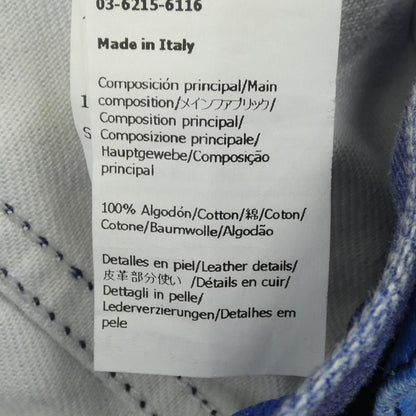 03-6215-6116
Made in Italy
Composición principal/Main
composition/メインファブリック/
Composition principal/
Composizione principale/
Hauptgewebe/Composição
principal
100% Algodón/Cotton/綿/Coton/
Cotone/Baumwolle/Algodão
Detalles en piel/Leather details/
皮革部分使い /Détails en cuir/
Dettagli in pelle/
Lederverzierungen/Detalhes em
pele